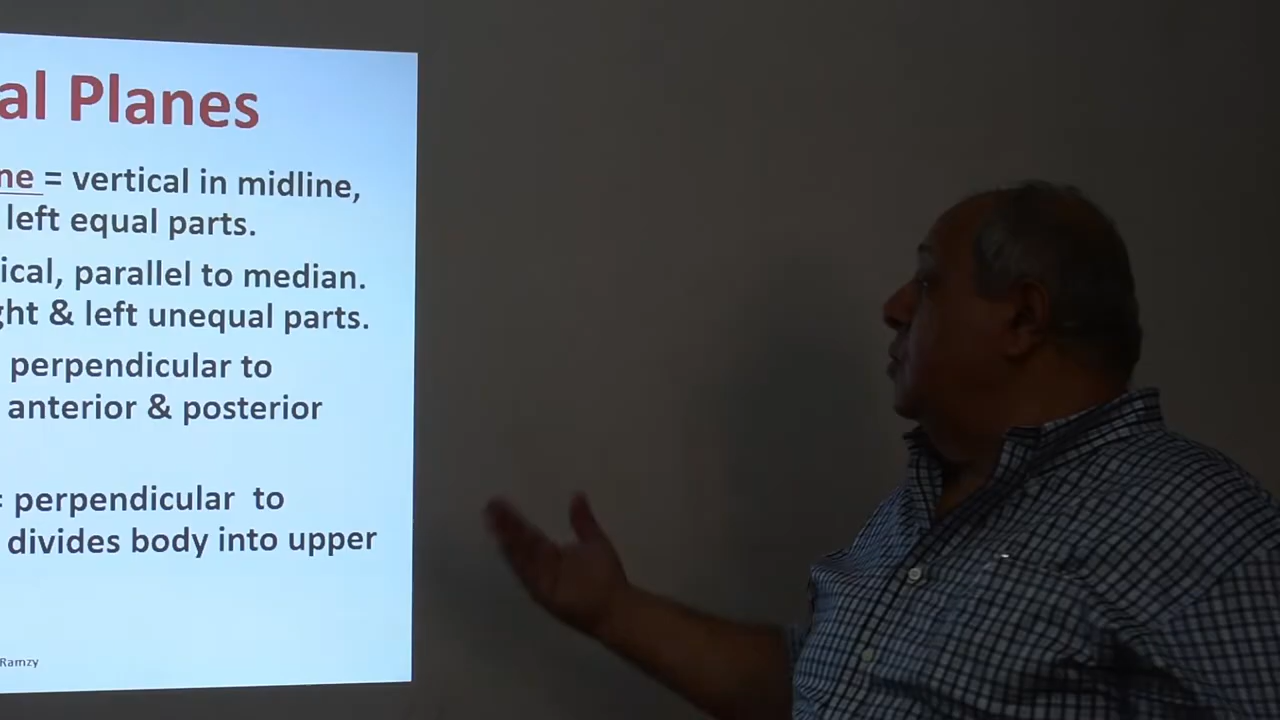 al Planes
ne = vertical in midline,
left equal parts.
ical, parallel to median.
ght & left unequal parts.
perpendicular to
anterior & posterior
= perpendicular to
divides body into upper
Ramzy